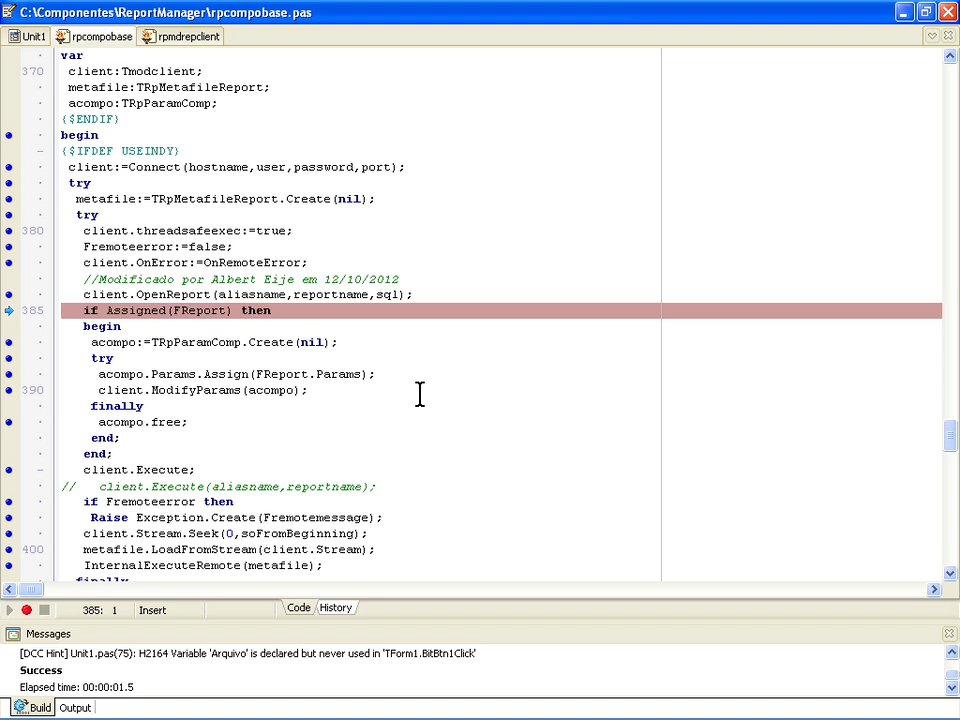 C:\Componentes\ReportManager\rpcompobase.pas
Unit1 rpcompobase rpmdrepclient
var
370 client:Tmodclient;
metafile:TRpMetafileReport;
acompo:TRpParamComp;
{$ENDIF}
begin
{$IFDEF USEINDY}
client:=Connect(hostname,user,password,port);
try
metafile:=TRpMetafileReport.Create(nil);
try
380 client.threadsafeexec:=true;
Fremoteerror:=false;
client.OnError:=OnRemoteError;
//Modificado por Albert Eije em 12/10/2012
client.OpenReport(aliasname,reportname,sql);
385 if Assigned(FReport) then
begin
acompo:=TRpParamComp.Create(nil);
try
acompo.Params.Assign(FReport.Params);
390 client.ModifyParams(acompo);
finally
acompo.free;
end;
end;
client.Execute;
// client.Execute(aliasname,reportname);
if Fremoteerror then
Raise Exception.Create(Fremotemessage);
client.Stream.Seek(0,soFromBeginning);
400 metafile.LoadFromStream(client.Stream);
InternalExecuteRemote(metafile);
finally
385: 1 Insert Code History
Messages
[DCC Hint] Unit1.pas(75): H2164 Variable 'Arquivo' is declared but never used in 'TForm1.BitBtn1Click'
Success
Elapsed time: 00:00:01.5
Build Output